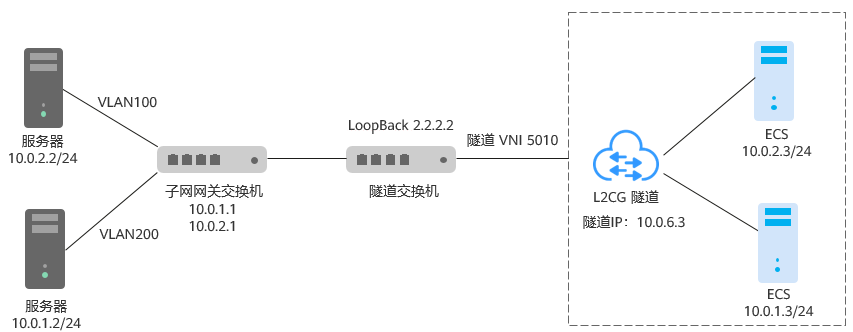 服务器
10.0.2.2/24
VLAN100
子网网关交换机
10.0.1.1
10.0.2.1
VLAN200
服务器
10.0.1.2/24
LoopBack 2.2.2.2
隧道交换机
隧道 VNI 5010
L2CG 隧道
隧道IP：10.0.6.3
ECS
10.0.2.3/24
ECS
10.0.1.3/24